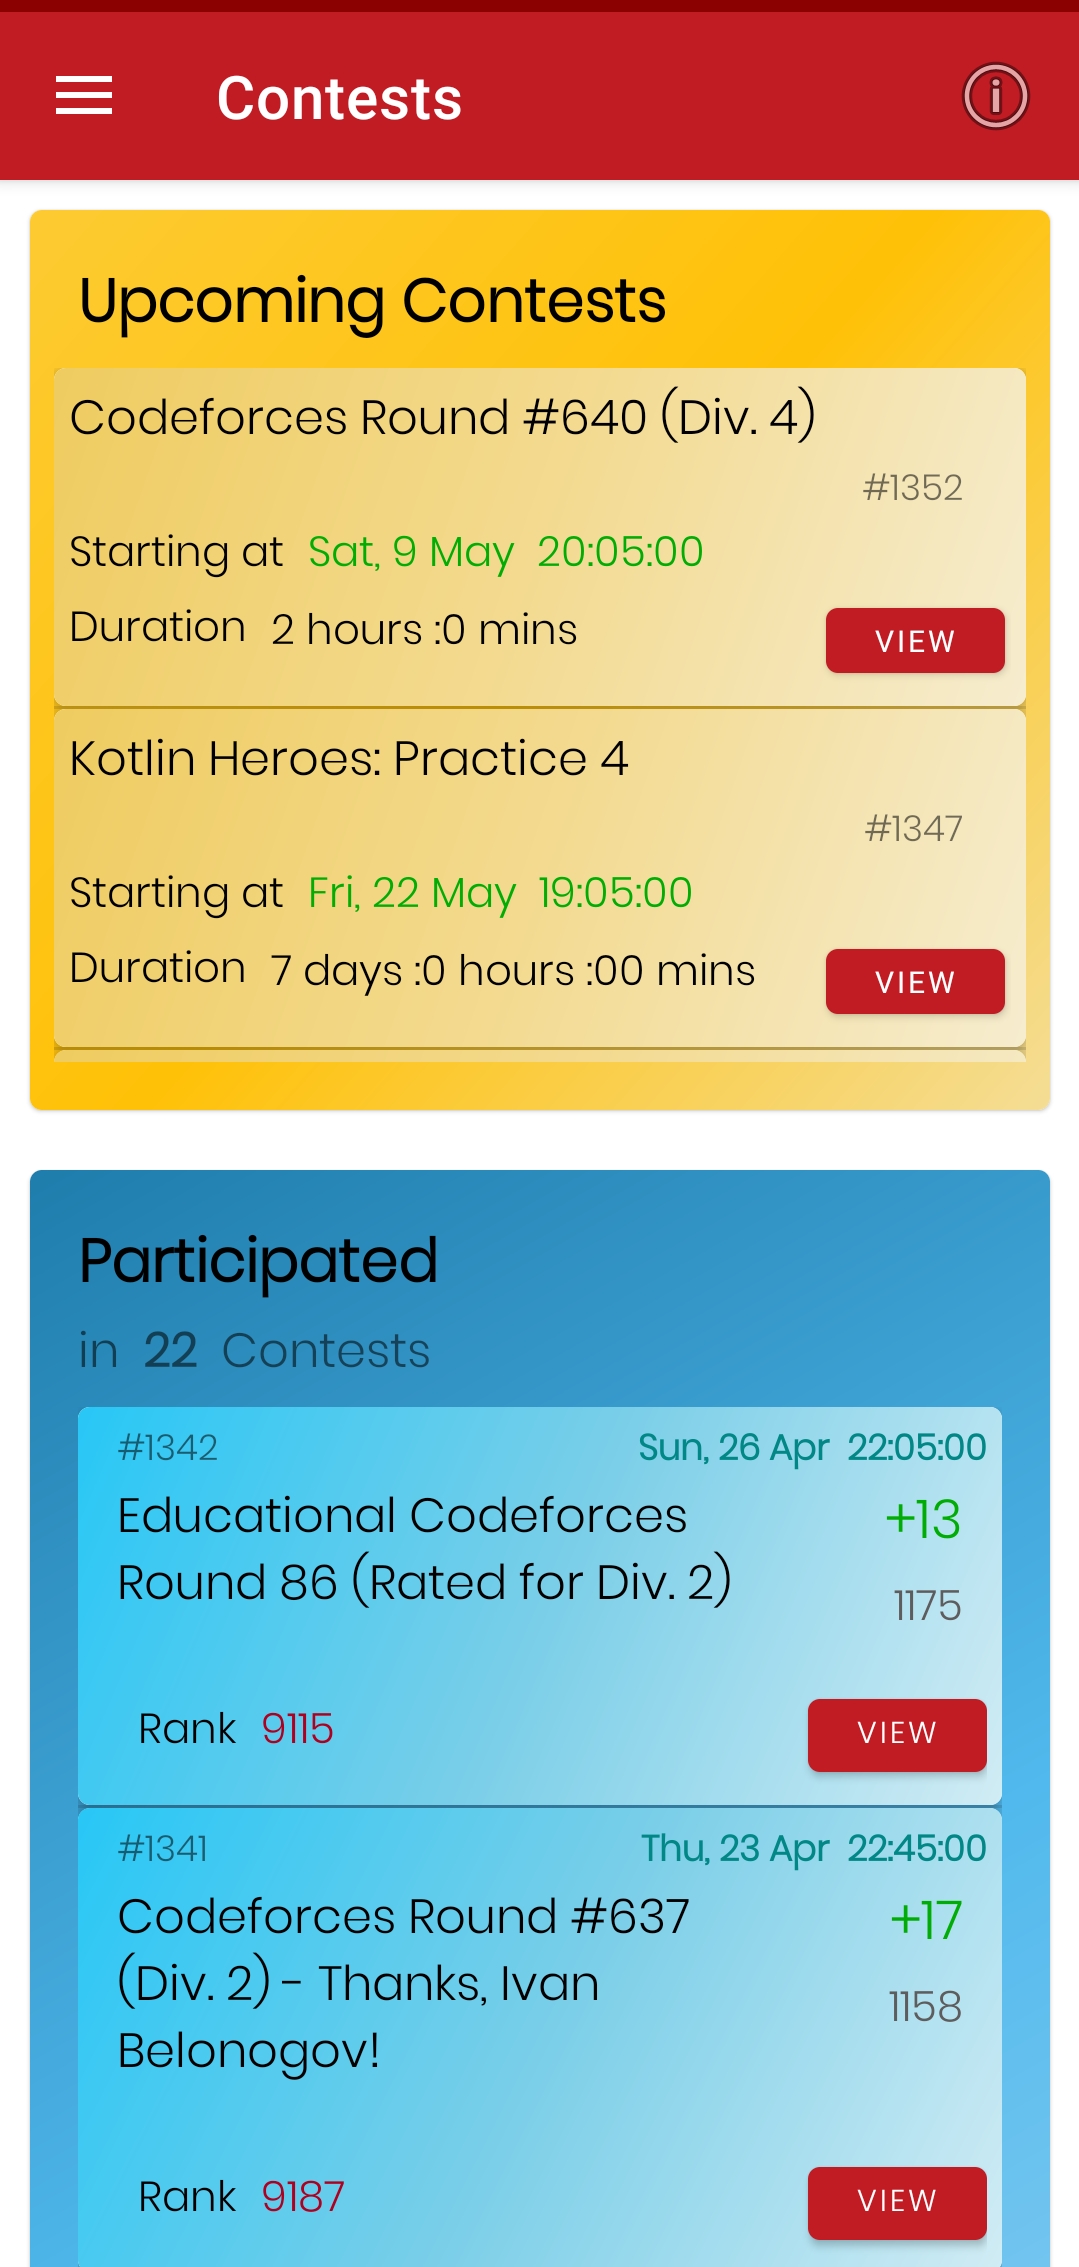 Contests
Upcoming Contests
Codeforces Round #640 (Div. 4)
#1352
Starting at Sat, 9 May 20:05:00
Duration 2 hours :0 mins
VIEW
Kotlin Heroes: Practice 4
#1347
Starting at Fri, 22 May 19:05:00
Duration 7 days :0 hours :00 mins
VIEW
Participated
in 22 Contests
#1342 Sun, 26 Apr 22:05:00
Educational Codeforces
+13
Round 86 (Rated for Div. 2)
1175
Rank 9115
VIEW
#1341 Thu, 23 Apr 22:45:00
Codeforces Round #637
+17
(Div. 2) - Thanks, Ivan
1158
Belonogov!
Rank 9187
VIEW